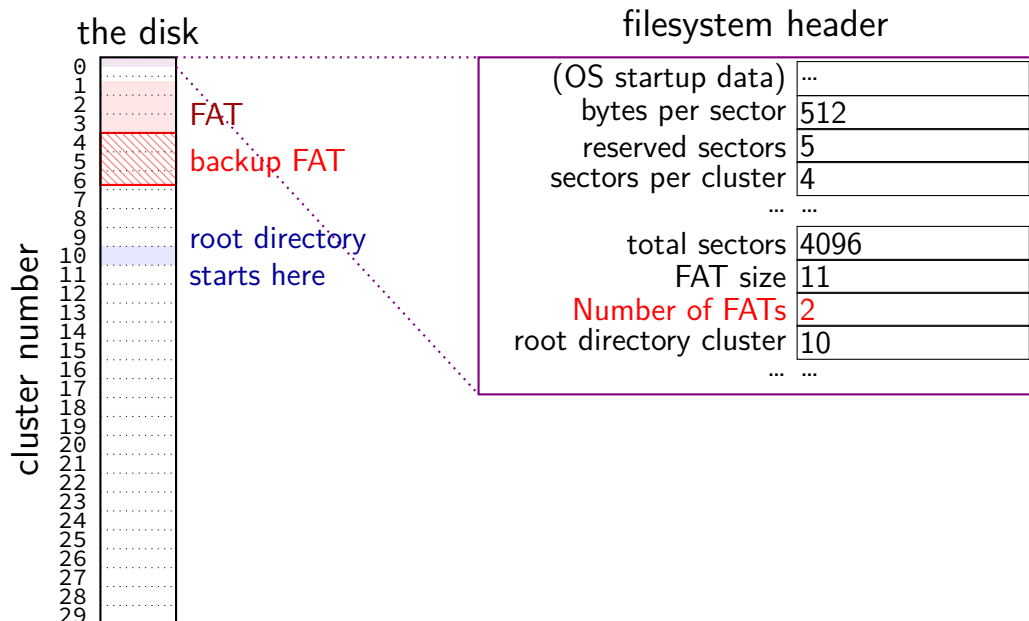 the disk
cluster number
0
1
2
3
4
5
6
7
8
9
10
11
12
13
14
15
16
17
18
19
20
21
22
23
24
25
26
27
28
29
FAT
backup FAT
root directory
starts here
filesystem header
(OS startup data) ...
bytes per sector 512
reserved sectors 5
sectors per cluster 4
... ...
total sectors 4096
FAT size 11
Number of FATs 2
root directory cluster 10
... ...